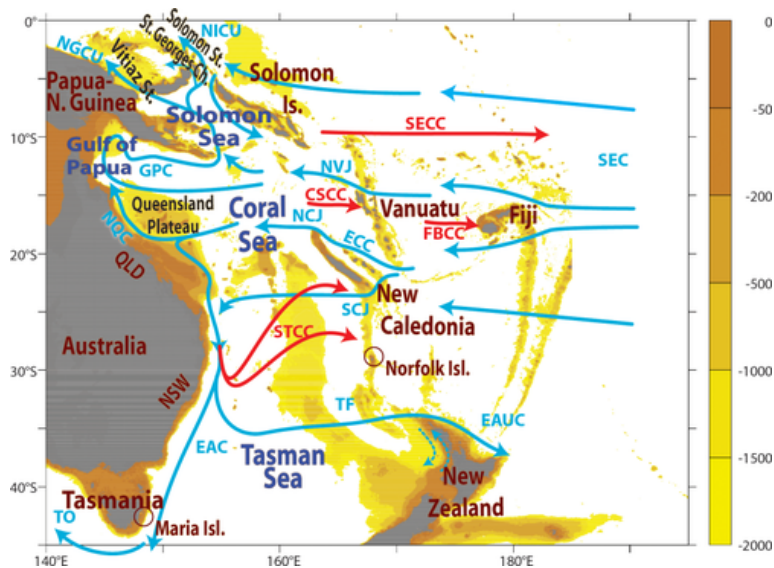 0°
10°S
20°S
30°S
40°S
140°E
160°E
180°E
Solomon St.
St. Georges Ch.
Vitiaz St.
NICU
NGCU
Papua-
N. Guinea
Solomon
Is.
Solomon
Sea
SECC
SEC
Gulf of
Papua
GPC
NVJ
CSCC
Vanuatu
Fiji
FBCC
Queensland
Plateau
Coral
Sea
NCJ
ECC
NQC
QLD
New
Caledonia
SCJ
STCC
Norfolk Isl.
Australia
NSW
TF
EAUC
EAC
Tasman
Sea
New
Zealand
Tasmania
TO
Maria Isl.
0
-50
-200
-500
-1000
-1500
-2000